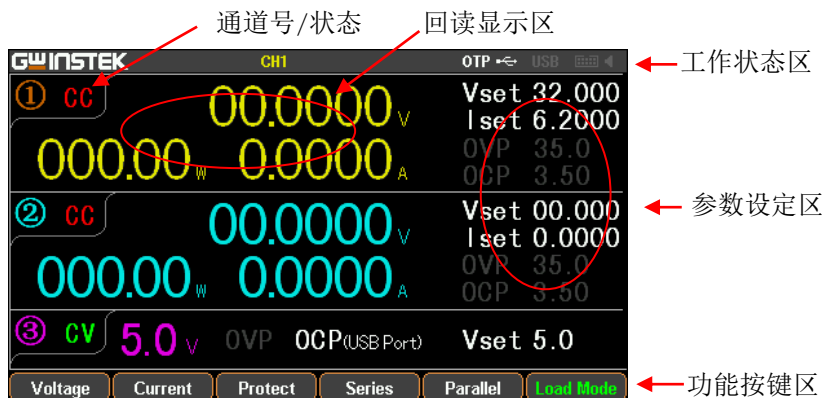 通道号/状态 回读显示区
GWINSTEK CH1 OTP USB 工作状态区
① CC 00.0000 V Vset 32.000
Iset 6.2000
000.00 W 0.0000 A OVP 35.0
OCP 3.50
② CC 00.0000 V Vset 00.000 参数设定区
Iset 0.0000
000.00 W 0.0000 A OVP 35.0
OCP 3.50
③ CV 5.0 V OVP OCP(USB Port) Vset 5.0
Voltage Current Protect Series Parallel Load Mode 功能按键区